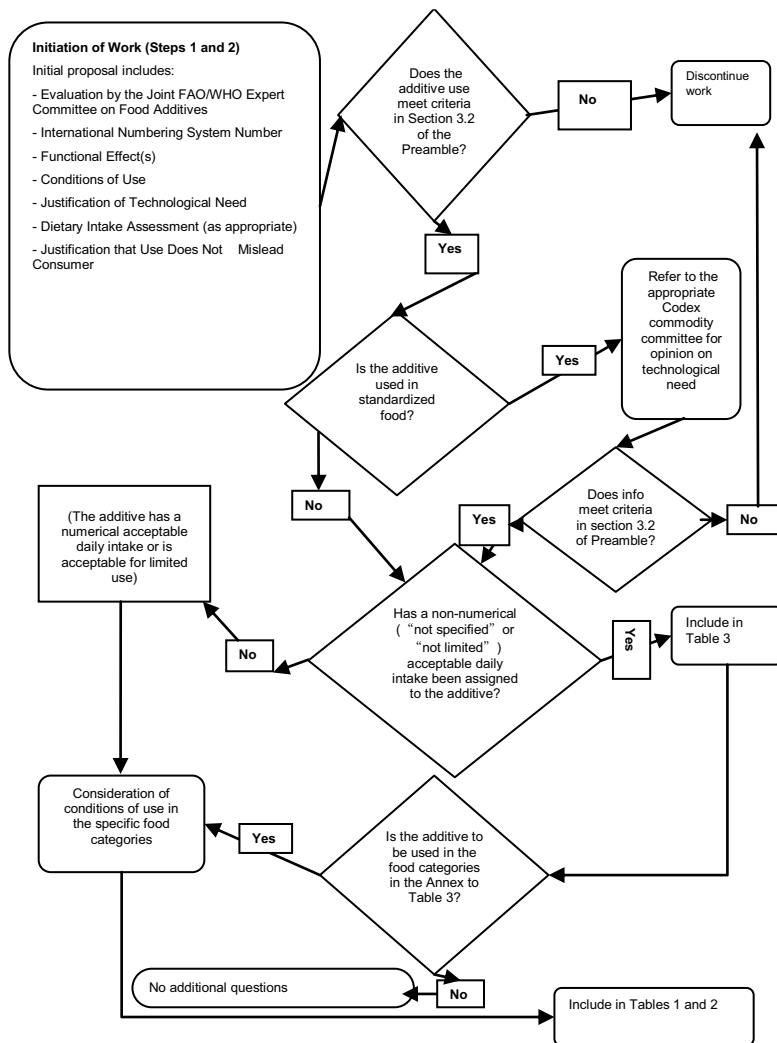 Initiation of Work (Steps 1 and 2)
Initial proposal includes:
- Evaluation by the Joint FAO/WHO Expert
Committee on Food Additives
- International Numbering System Number
- Functional Effect(s)
- Conditions of Use
- Justification of Technological Need
- Dietary Intake Assessment (as appropriate)
- Justification that Use Does Not Mislead
Consumer
Does the
additive use
meet criteria
in Section 3.2
of the
Preamble?
No
Discontinue
work
Yes
Is the additive
used in
standardized
food?
Yes
Refer to the
appropriate
Codex
commodity
committee for
opinion on
technological
need
No
Does info
meet criteria
in section 3.2
of Preamble?
Yes
No
(The additive has a
numerical acceptable
daily intake or is
acceptable for limited
use)
Has a non-numerical
(“not specified” or
“not limited”)
acceptable daily
intake been assigned
to the additive?
No
Yes
Include in
Table 3
Consideration of
conditions of use in
the specific food
categories
Yes
Is the additive to
be used in the
food categories
in the Annex to
Table 3?
No additional questions
No
Include in Tables 1 and 2